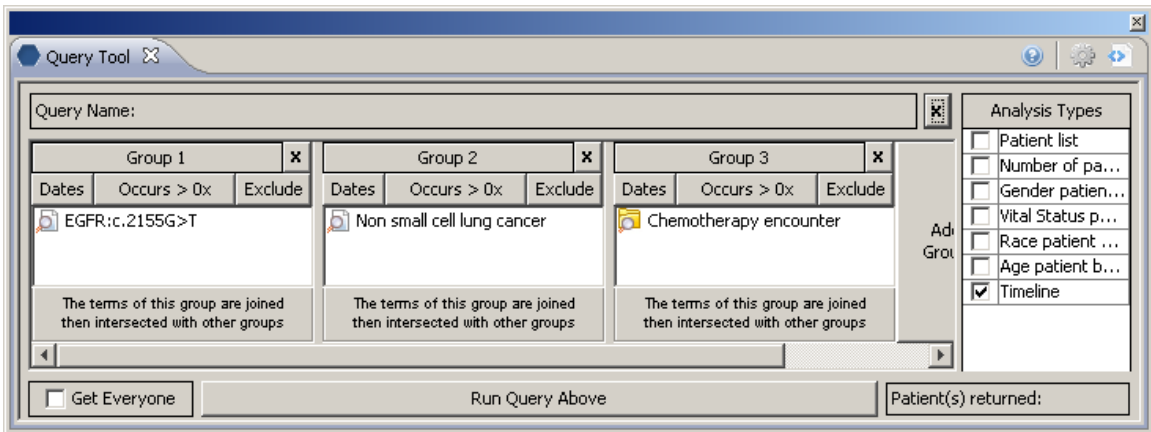 Query Tool
Query Name:
x
Analysis Types
Group 1 x Group 2 x Group 3 x
Dates Occurs > 0x Exclude Dates Occurs > 0x Exclude Dates Occurs > 0x Exclude
EGFR:c.2155G>T
Non small cell lung cancer
Chemotherapy encounter
The terms of this group are joined
then intersected with other groups
The terms of this group are joined
then intersected with other groups
The terms of this group are joined
then intersected with other groups
Patient list
Number of pa...
Gender patien...
Vital Status p...
Race patient ...
Age patient b...
Timeline
Get Everyone
Run Query Above
Patient(s) returned: